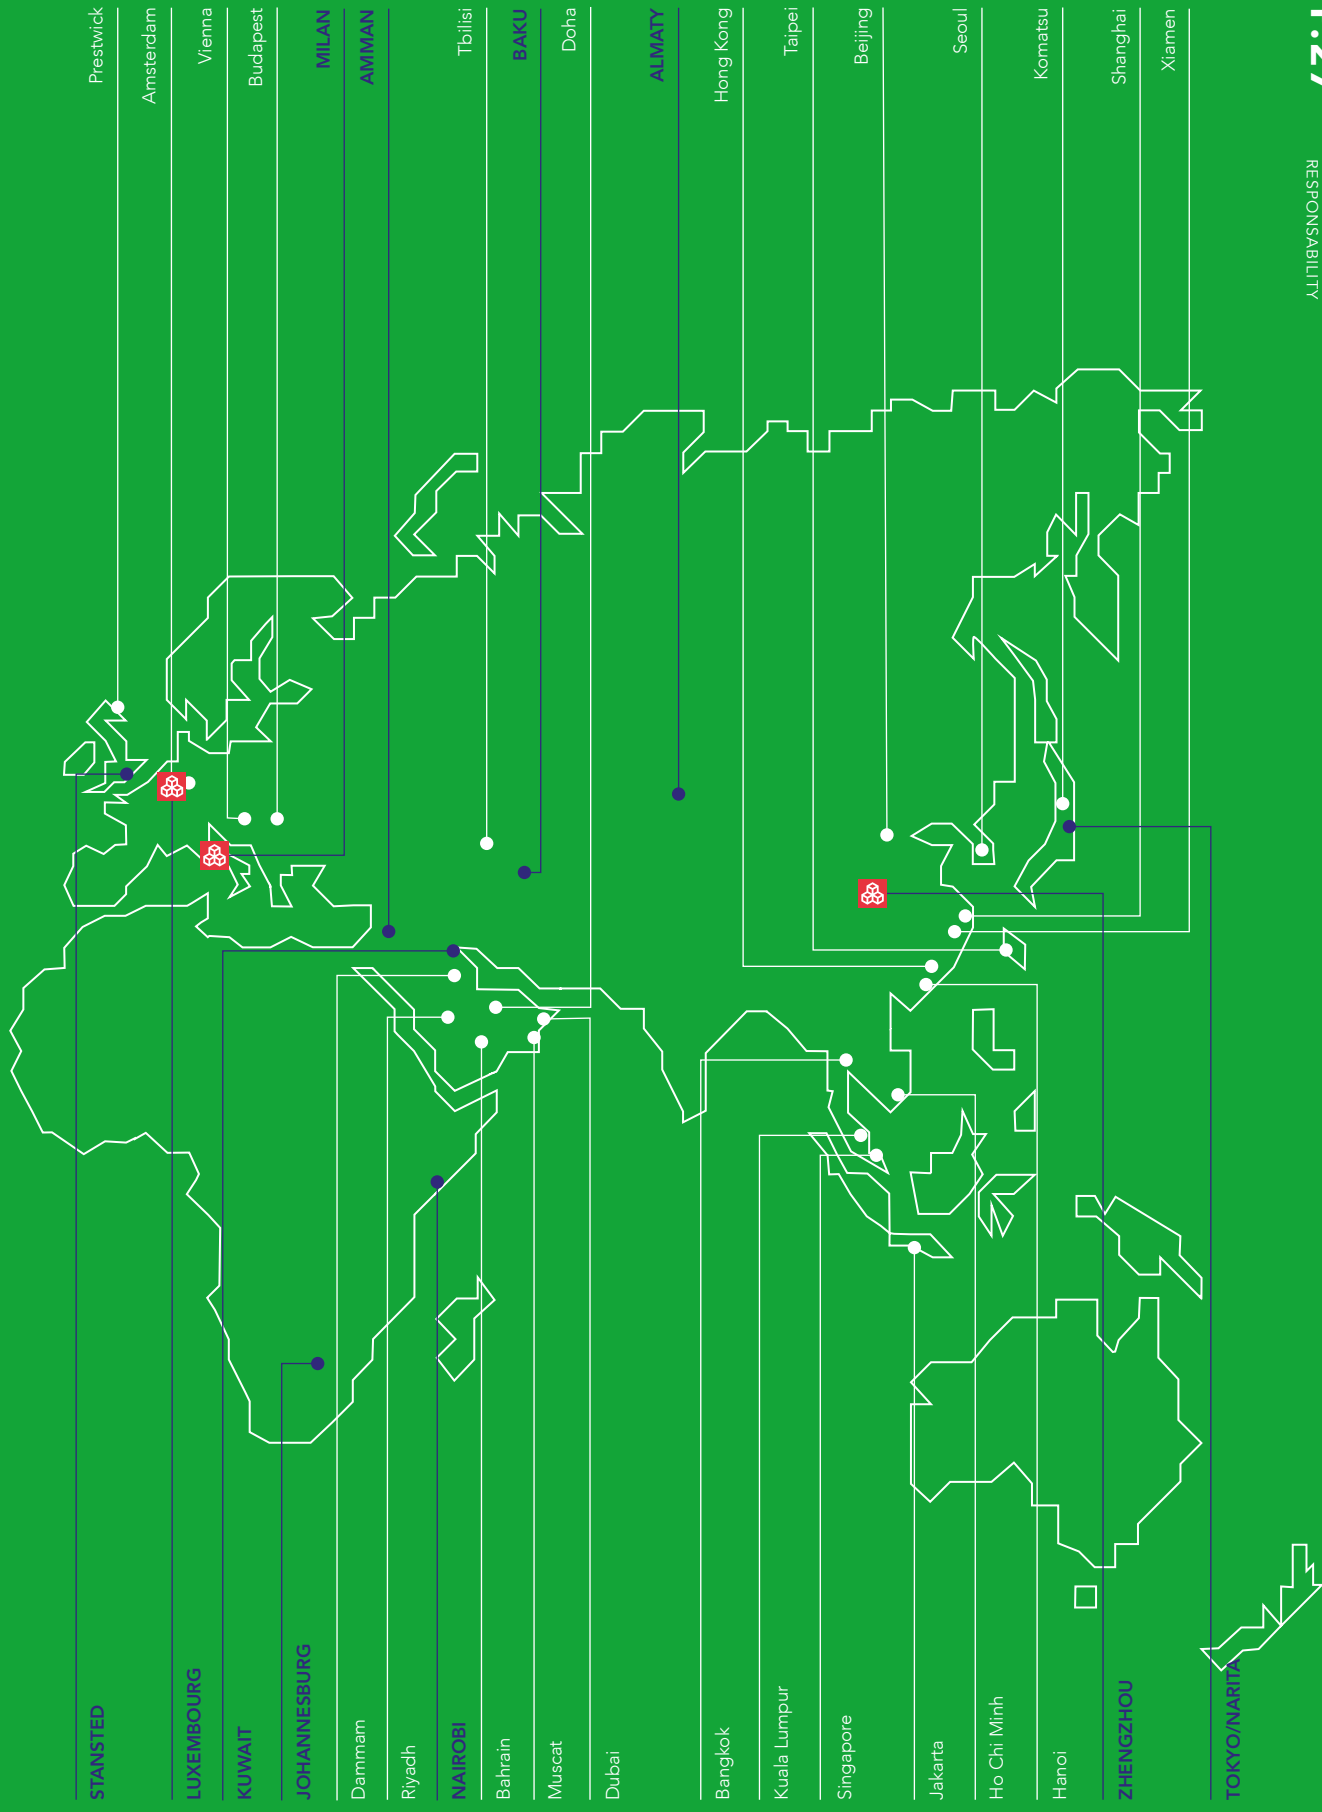 Prestwick
Amsterdam
Vienna
Budapest
MILAN
AMMAN
Tbilisi
BAKU
Doha
ALMATY
Hong Kong
Taipei
Beijing
Seoul
Komatsu
Shanghai
Xiamen
RESPONSABILITY
STANSTED
LUXEMBOURG
KUWAIT
JOHANNESBURG
Dammam
Riyadh
NAIROBI
Bahrain
Muscat
Dubai
Bangkok
Kuala Lumpur
Singapore
Jakarta
Ho Chi Minh
Hanoi
ZHENGZHOU
TOKYO/NARITA